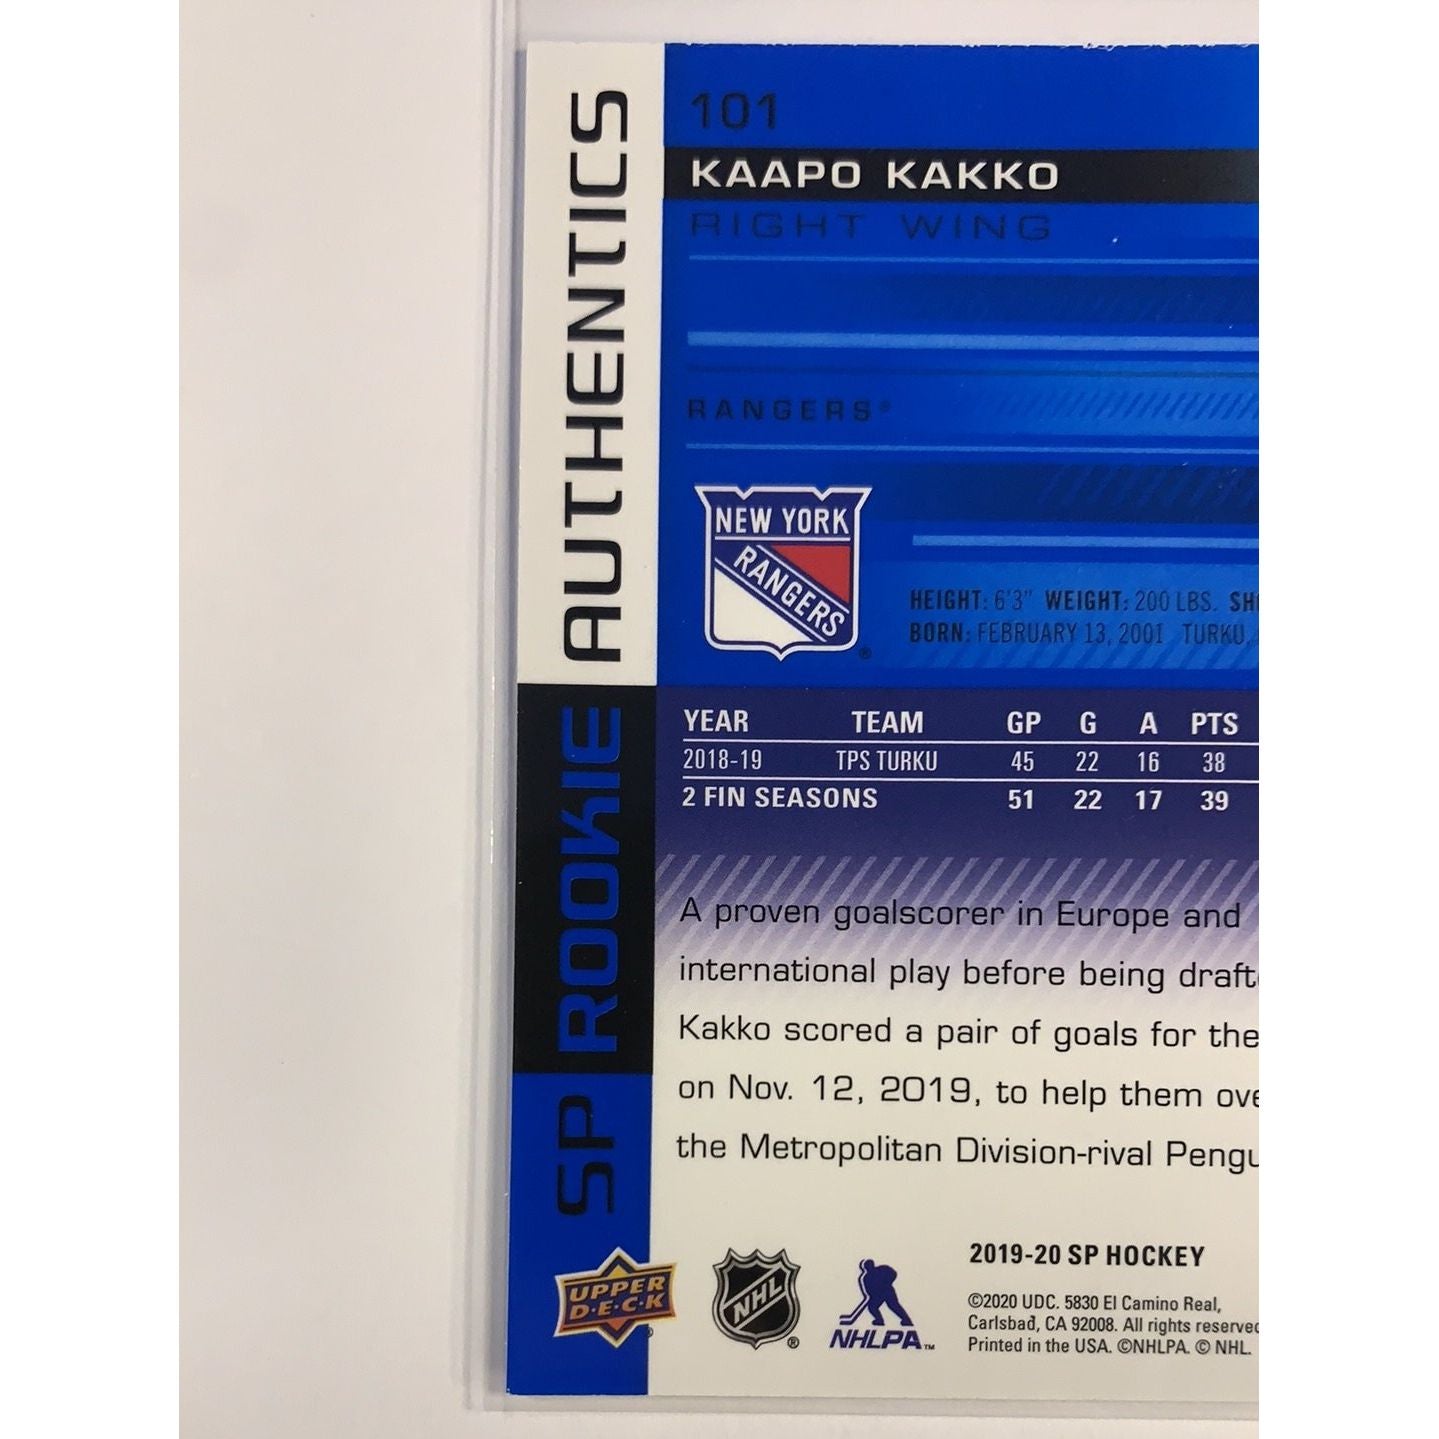 101
KAAPO KAKKO
RIGHT WING
RANGERS®
NEW YORK
RANGERS
®
HEIGHT: 6'3" WEIGHT: 200 LBS.
BORN: FEBRUARY 13, 2001 TURKU,
YEAR TEAM GP G A PTS
2018-19 TPS TURKU 45 22 16 38
2 FIN SEASONS 51 22 17 39
A proven goalscorer in Europe and
international play before being
Kakko scored a pair of goals for the
on Nov. 12, 2019, to help them
the Metropolitan Division-rival
SP ROOKIE AUTHENTICS
UPPER
D·E·C·K
®
NHL
®
NHLPA™
2019-20 SP HOCKEY
©2020 UDC. 5830 El Camino Real,
Carlsbad, CA 92008. All rights
Printed in the USA. ©NHLPA. © NHL.